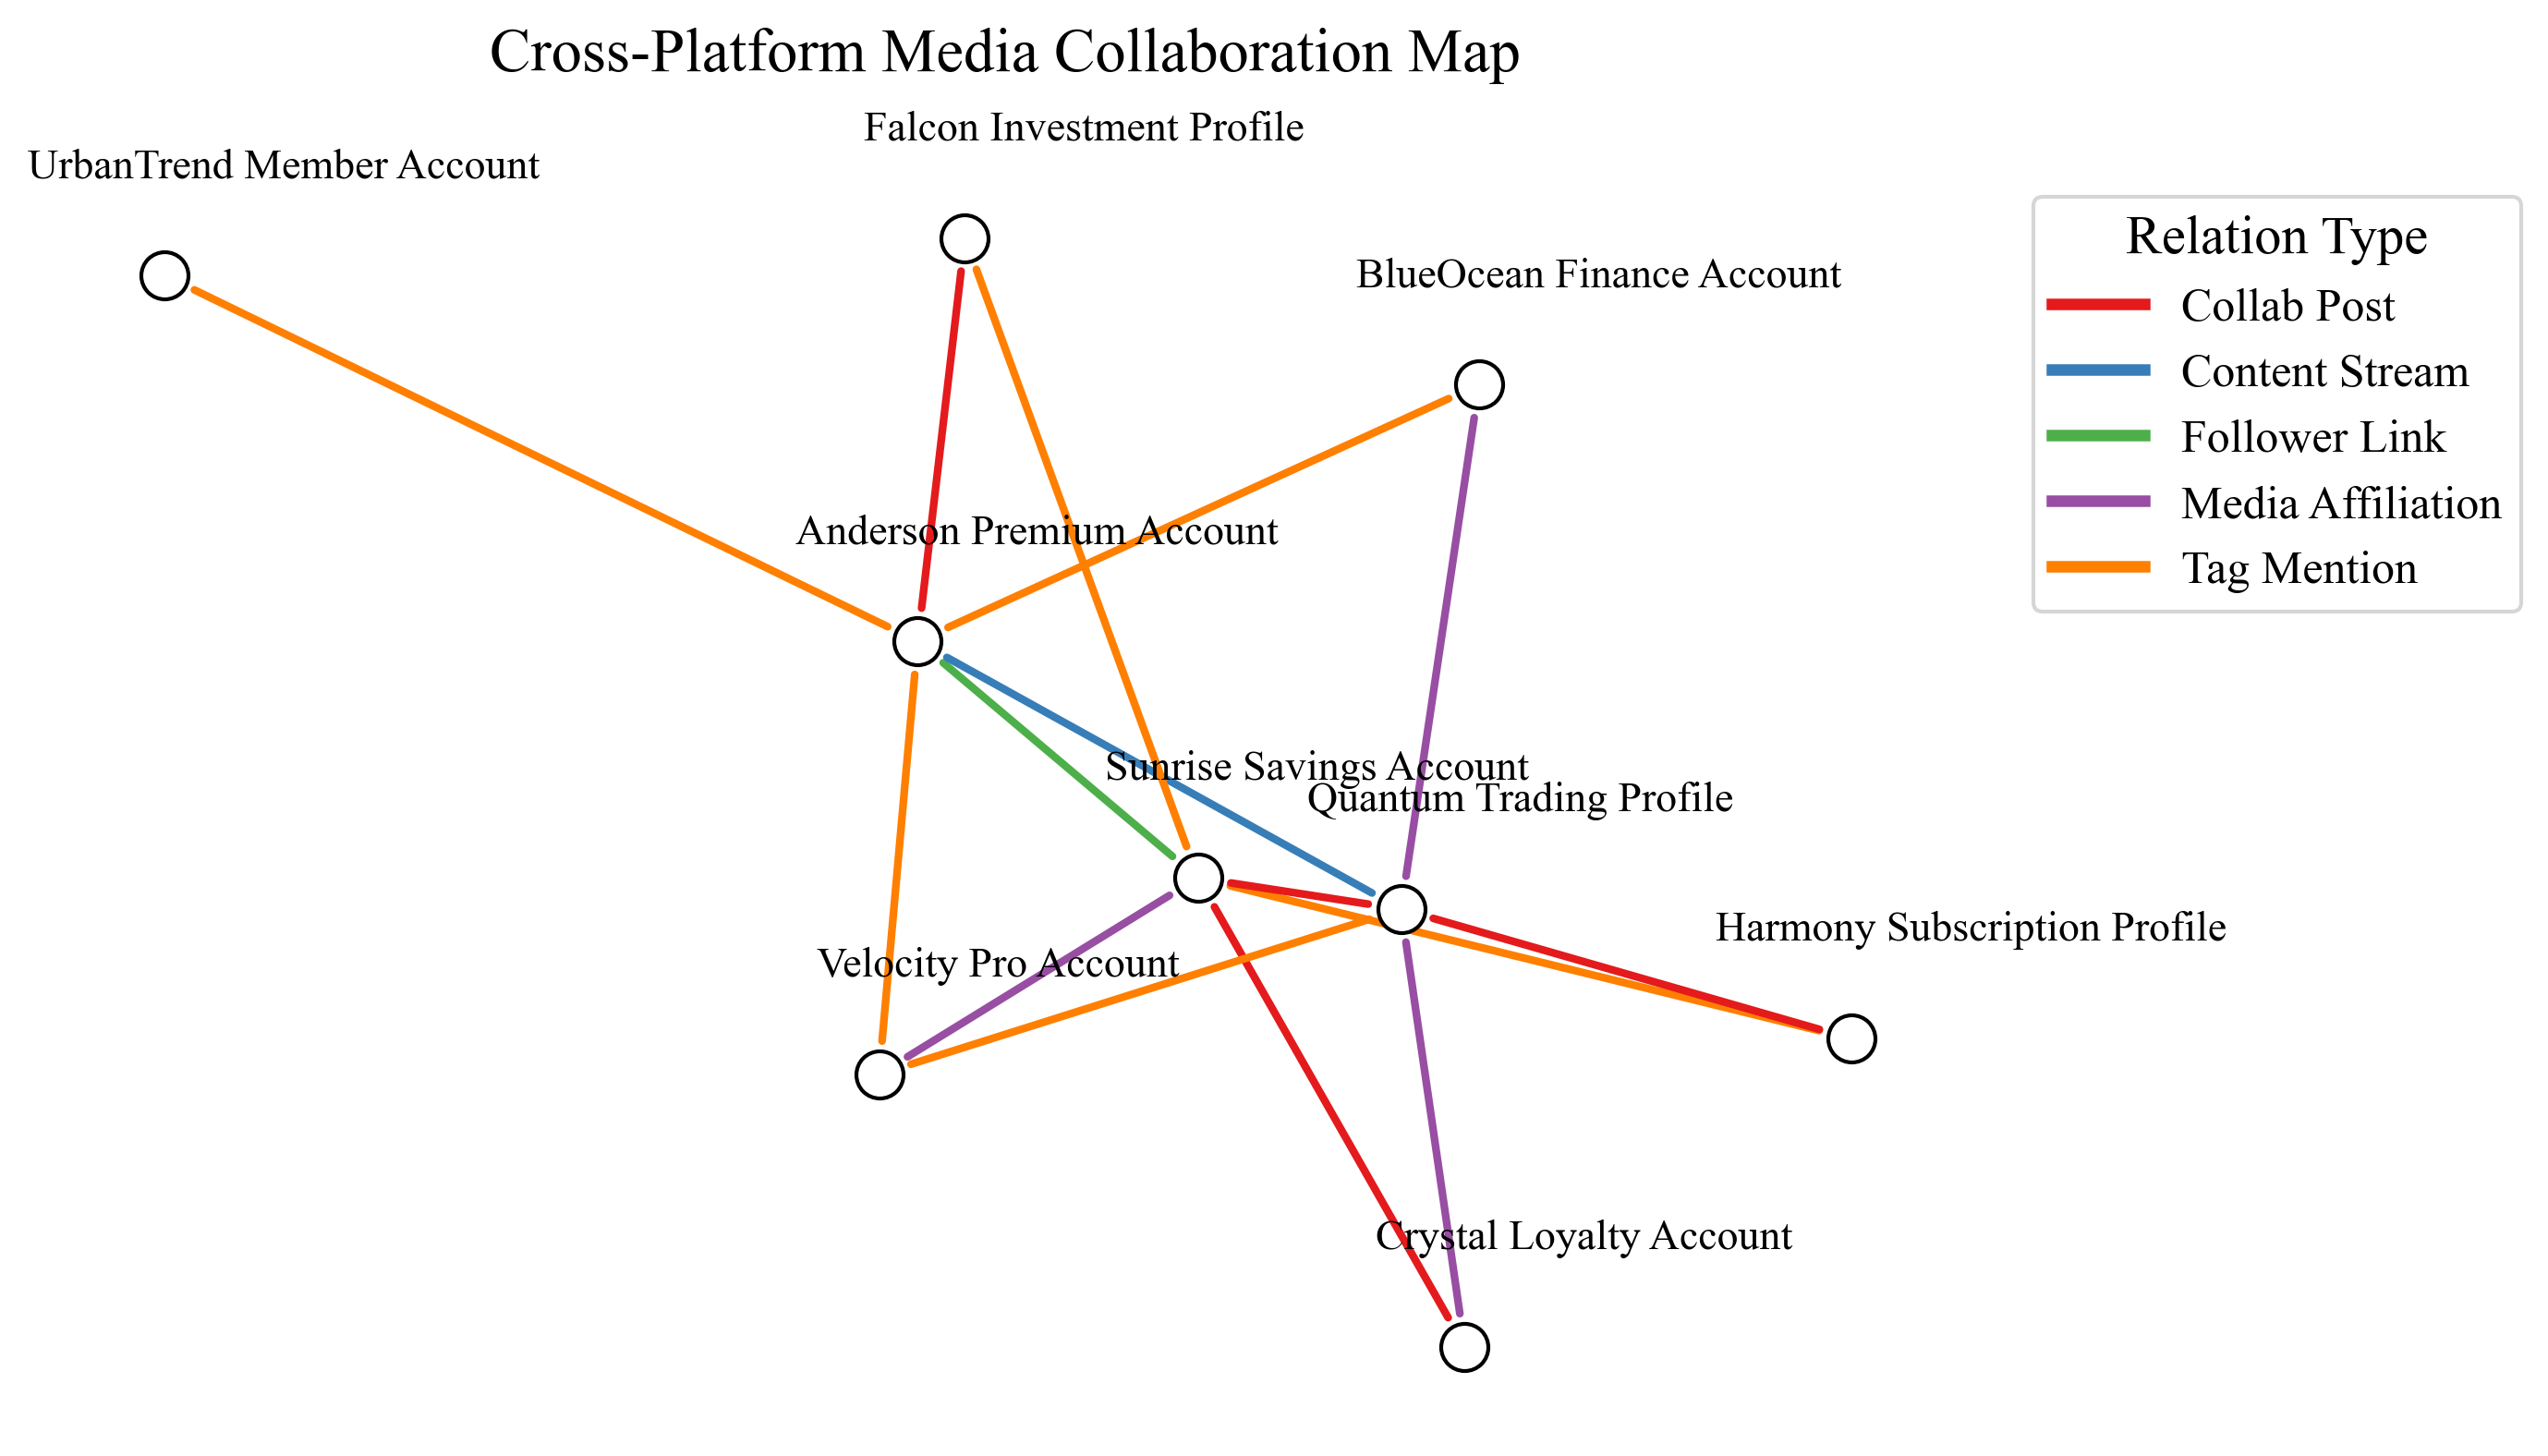 Cross-Platform Media Collaboration Map
Falcon Investment Profile
UrbanTrend Member Account
BlueOcean Finance Account
Anderson Premium Account
Sunrise Savings Account
Quantum Trading Profile
Harmony Subscription Profile
Velocity Pro Account
Crystal Loyalty Account
Relation Type
Collab Post
Content Stream
Follower Link
Media Affiliation
Tag Mention